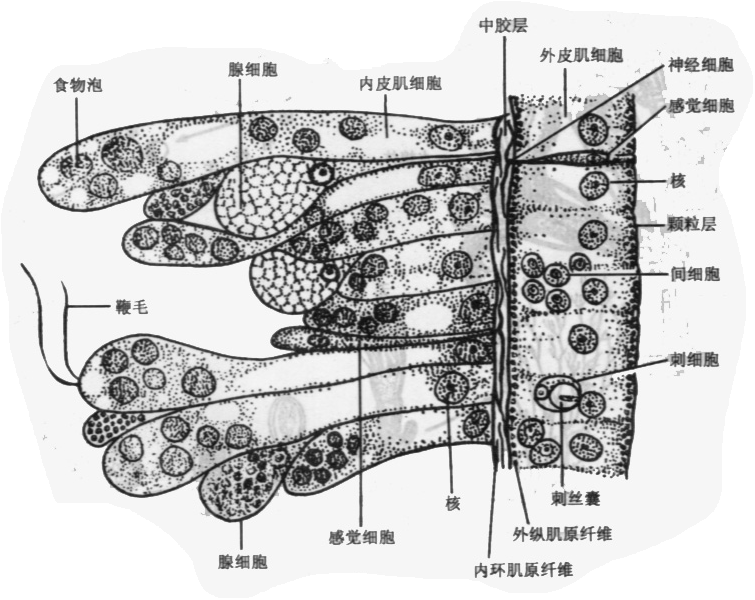 中胶层
外皮肌细胞
神经细胞
腺细胞
内皮肌细胞
食物泡
感觉细胞
核
颗粒层
间细胞
鞭毛
刺细胞
核
刺丝囊
感觉细胞
外纵肌原纤维
腺细胞
内环肌原纤维